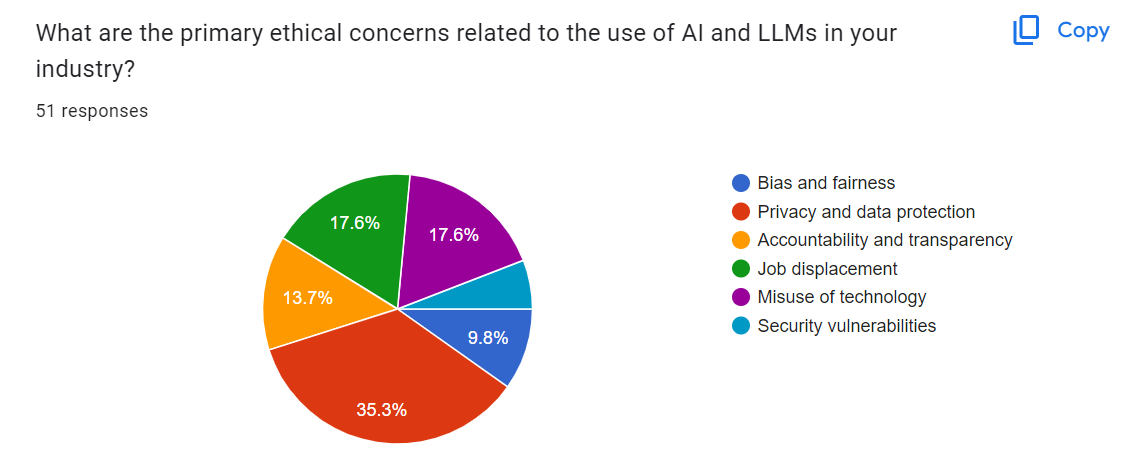 What are the primary ethical concerns related to the use of AI and LLMs in your
industry?
Copy
51 responses
17.6%
17.6%
13.7%
9.8%
35.3%
Bias and fairness
Privacy and data protection
Accountability and transparency
Job displacement
Misuse of technology
Security vulnerabilities